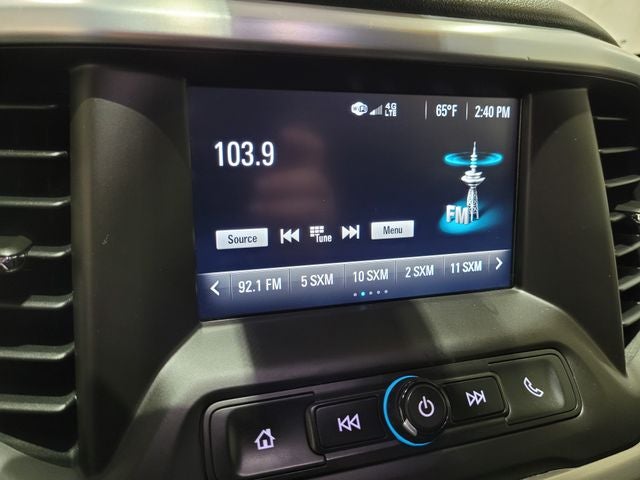 4G LTE 65°F 2:40 PM
103.9
FM
Source Tune Menu
92.1 FM 5 SXM 10 SXM 2 SXM 11 SXM